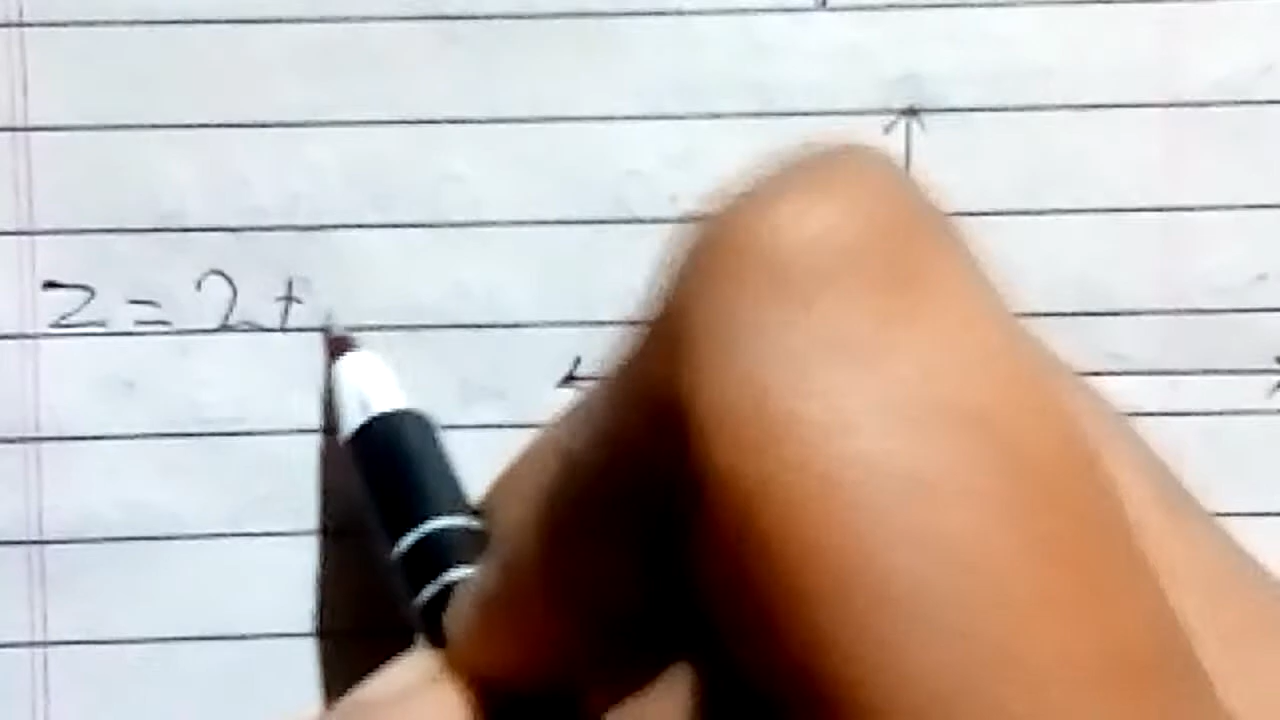 z = 2 +